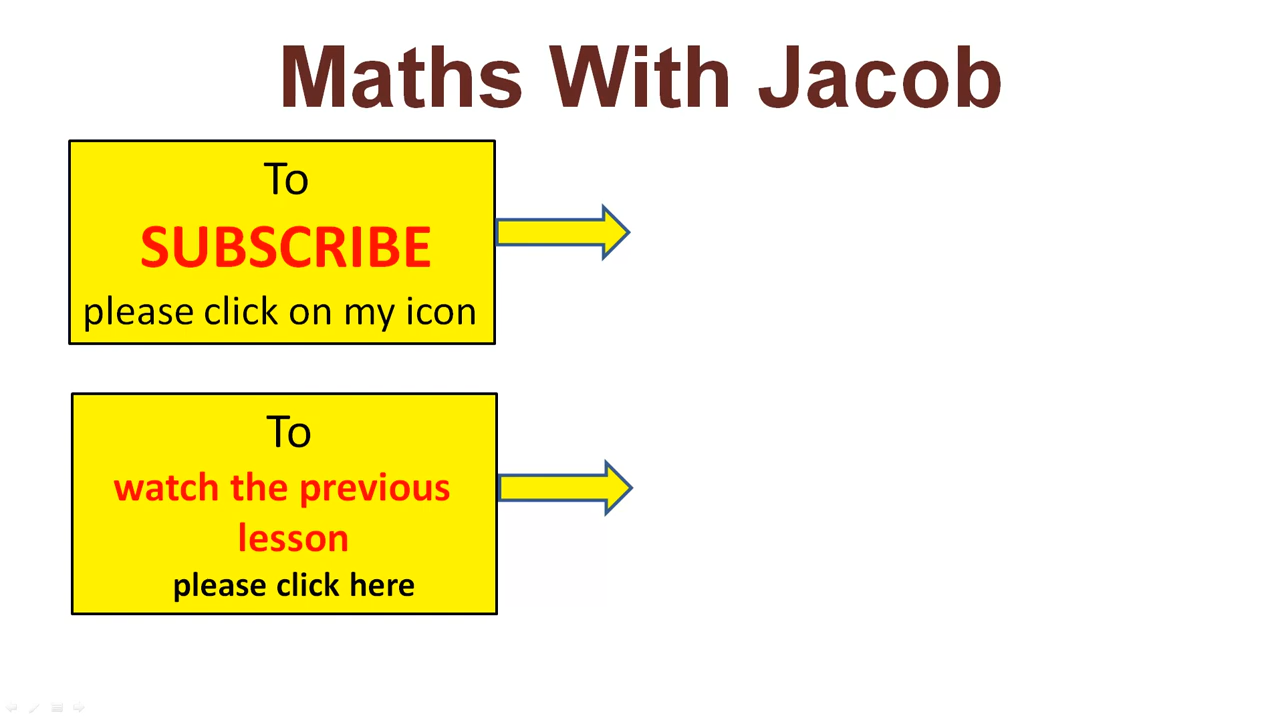 Maths With Jacob
To
SUBSCRIBE
please click on my icon
To
watch the previous
lesson
please click here